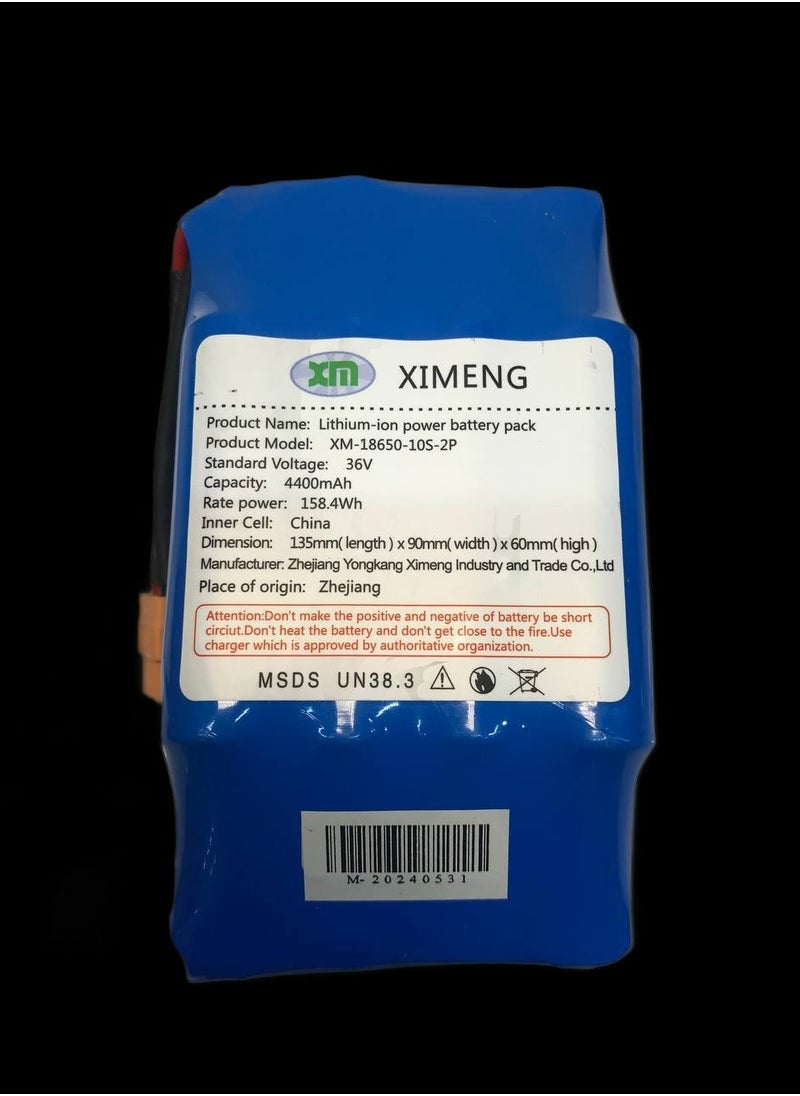 xm XIMENG
Product Name: Lithium-ion power battery pack
Product Model: XM-18650-10S-2P
Standard Voltage: 36V
Capacity: 4400mAh
Rate power: 158.4Wh
Inner Cell: China
Dimension: 135mm( length ) x 90mm( width ) x 60mm( high )
Manufacturer: Zhejiang Yongkang Ximeng Industry and Trade Co.,Ltd
Place of origin: Zhejiang
Attention:Don't make the positive and negative of battery be short
circiut.Don't heat the battery and don't get close to the fire.Use
charger which is approved by authoritative organization.
MSDS UN38.3
M-20240531